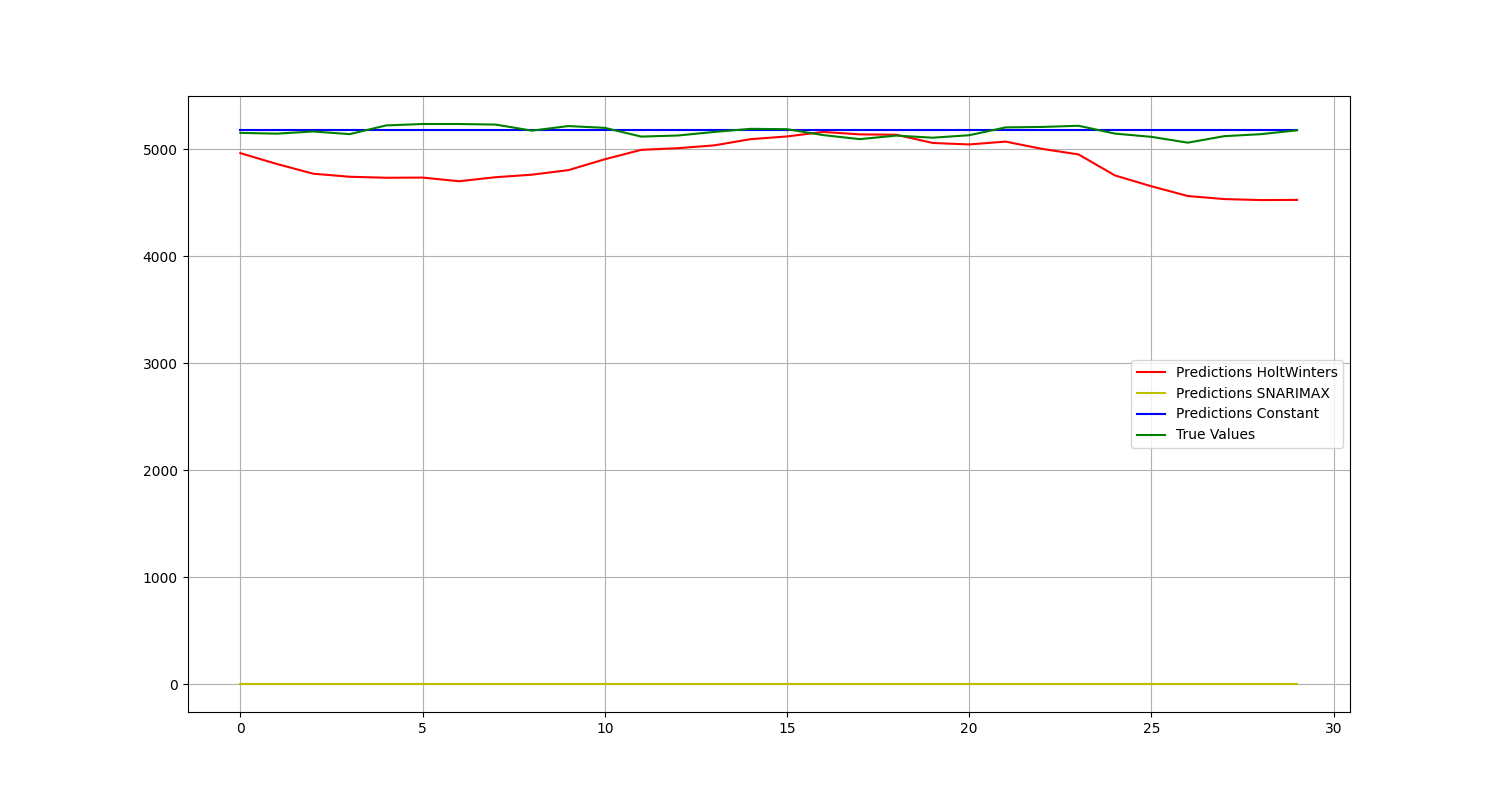 5000
4000
3000
2000
1000
0
0 5 10 15 20 25 30
Predictions HoltWinters
Predictions SNARIMAX
Predictions Constant
True Values